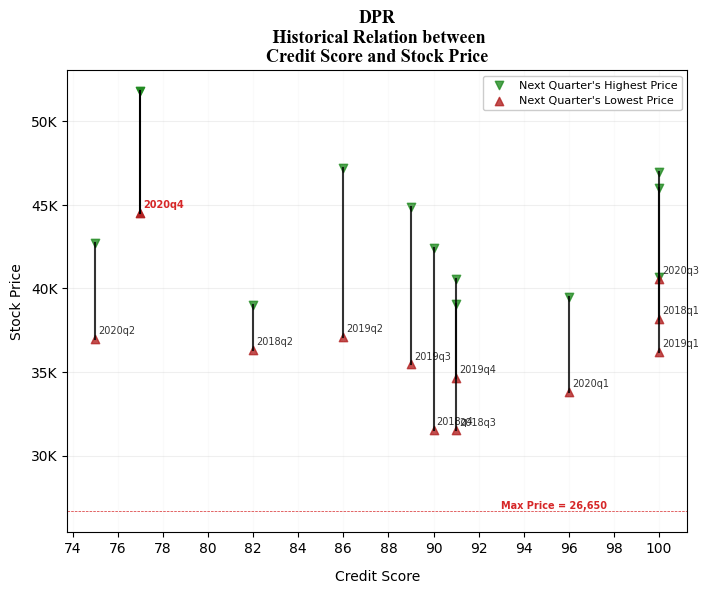 DPR
Historical Relation between
Credit Score and Stock Price
Next Quarter's Highest Price
Next Quarter's Lowest Price
50K
45K
40K
35K
30K
Stock Price
2020q4
2020q3
2018q1
2019q1
2020q2
2018q2
2019q2
2019q3
2019q4
2020q1
2018q4
2018q3
Max Price = 26,650
74 76 78 80 82 84 86 88 90 92 94 96 98 100
Credit Score